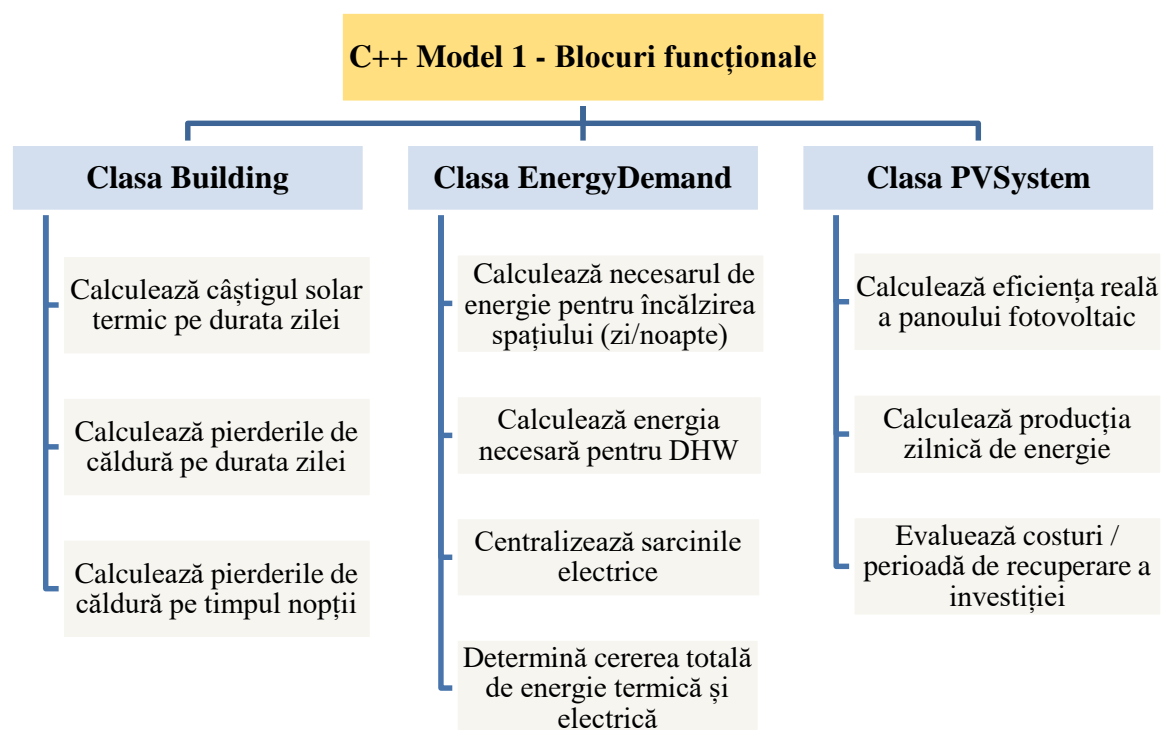 C++ Model 1 - Blocuri funcționale
Clasa Building
Calculează câștigul solar
termic pe durata zilei
Calculează pierderile de
căldură pe durata zilei
Calculează pierderile de
căldură pe timpul nopții
Clasa EnergyDemand
Calculează necesarul de
energie pentru încălzirea
spațiului (zi/noapte)
Calculează energia
necesară pentru DHW
Centralizează sarcinile
electrice
Determină cererea totală
de energie termică și
electrică
Clasa PVSystem
Calculează eficiența reală
a panoului fotovoltaic
Calculează producția
zilnică de energie
Evaluează costuri /
perioadă de recuperare a
investiției